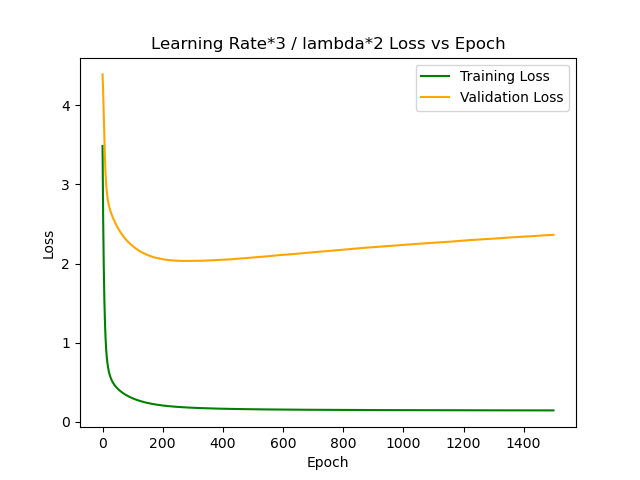 Learning Rate*3 / lambda*2 Loss vs Epoch
Training Loss
Validation Loss
4
3
2
1
0
Loss
0 200 400 600 800 1000 1200 1400
Epoch